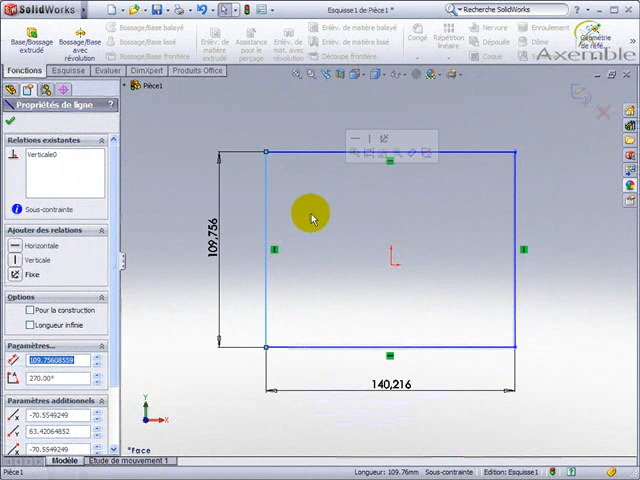 SolidWorks
Esquisse1 de Pièce1 *
Recherche SolidWorks
Base/Bossage extrudé
Bossage/Base avec révolution
Bossage/Base balayé
Bossage/Base lissé
Bossage/Base frontière
Enlèv. de matière extrudé
Assistance pour le perçage
Enlèv. de mat. avec révolution
Enlèv. de matière balayé
Enlèv. de matière lissé
Enlèv. de matière frontière
Congé
Répétition linéaire
Nervure
Dépouille
Coque
Enroulement
Dôme
Géométrie de réfé...
Axemble
Fonctions
Esquisse
Évaluer
DimXpert
Produits Office
Pièce1
Propriétés de ligne
?
Relations existantes
Verticale0
Sous-contrainte
Ajouter des relations
Horizontale
Verticale
Fixe
Options
Pour la construction
Longueur infinie
Paramètres...
109.75608559
270.00°
Paramètres additionnels
-70.5549249
63.42064852
-70.5549249
109,756
140,216
Y
X
*Face
Modèle
Etude de mouvement 1
Pièce1
Longueur: 109.76mm
Sous-contrainte
Edition: Esquisse1